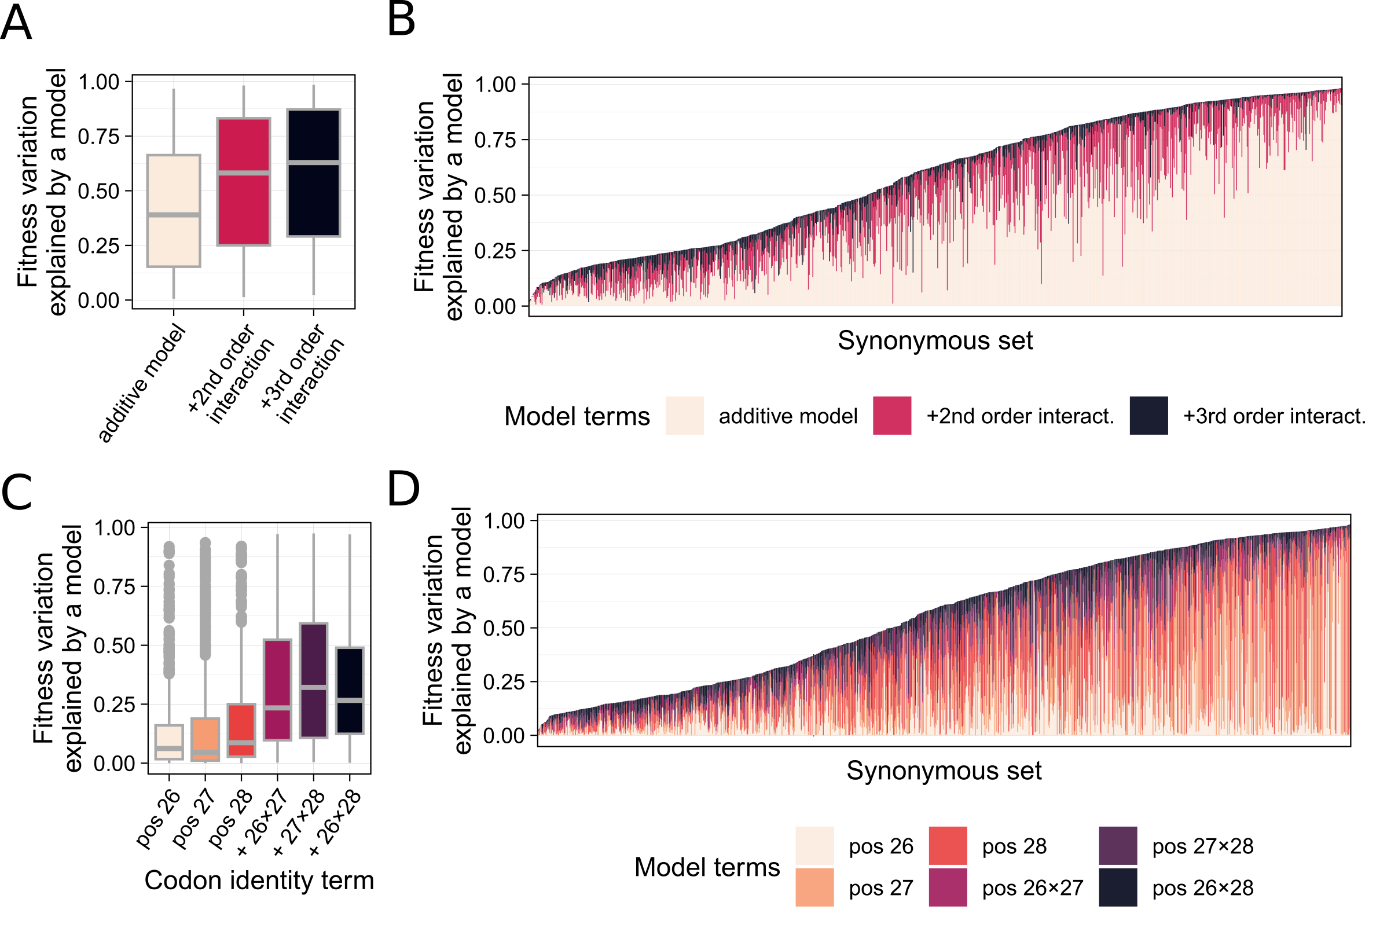 A
Fitness variation
explained by a model
1.00
0.75
0.50
0.25
0.00
additive model
+2nd order
interaction
+3rd order
interaction
B
Fitness variation
explained by a model
1.00
0.75
0.50
0.25
0.00
Synonymous set
Model terms
additive model
+2nd order interact.
+3rd order interact.
C
Fitness variation
explained by a model
1.00
0.75
0.50
0.25
0.00
pos 26
pos 27
pos 28
+ 26×27
+ 27×28
+ 26×28
Codon identity term
D
Fitness variation
explained by a model
1.00
0.75
0.50
0.25
0.00
Synonymous set
Model terms
pos 26
pos 28
pos 27×28
pos 27
pos 26×27
pos 26×28